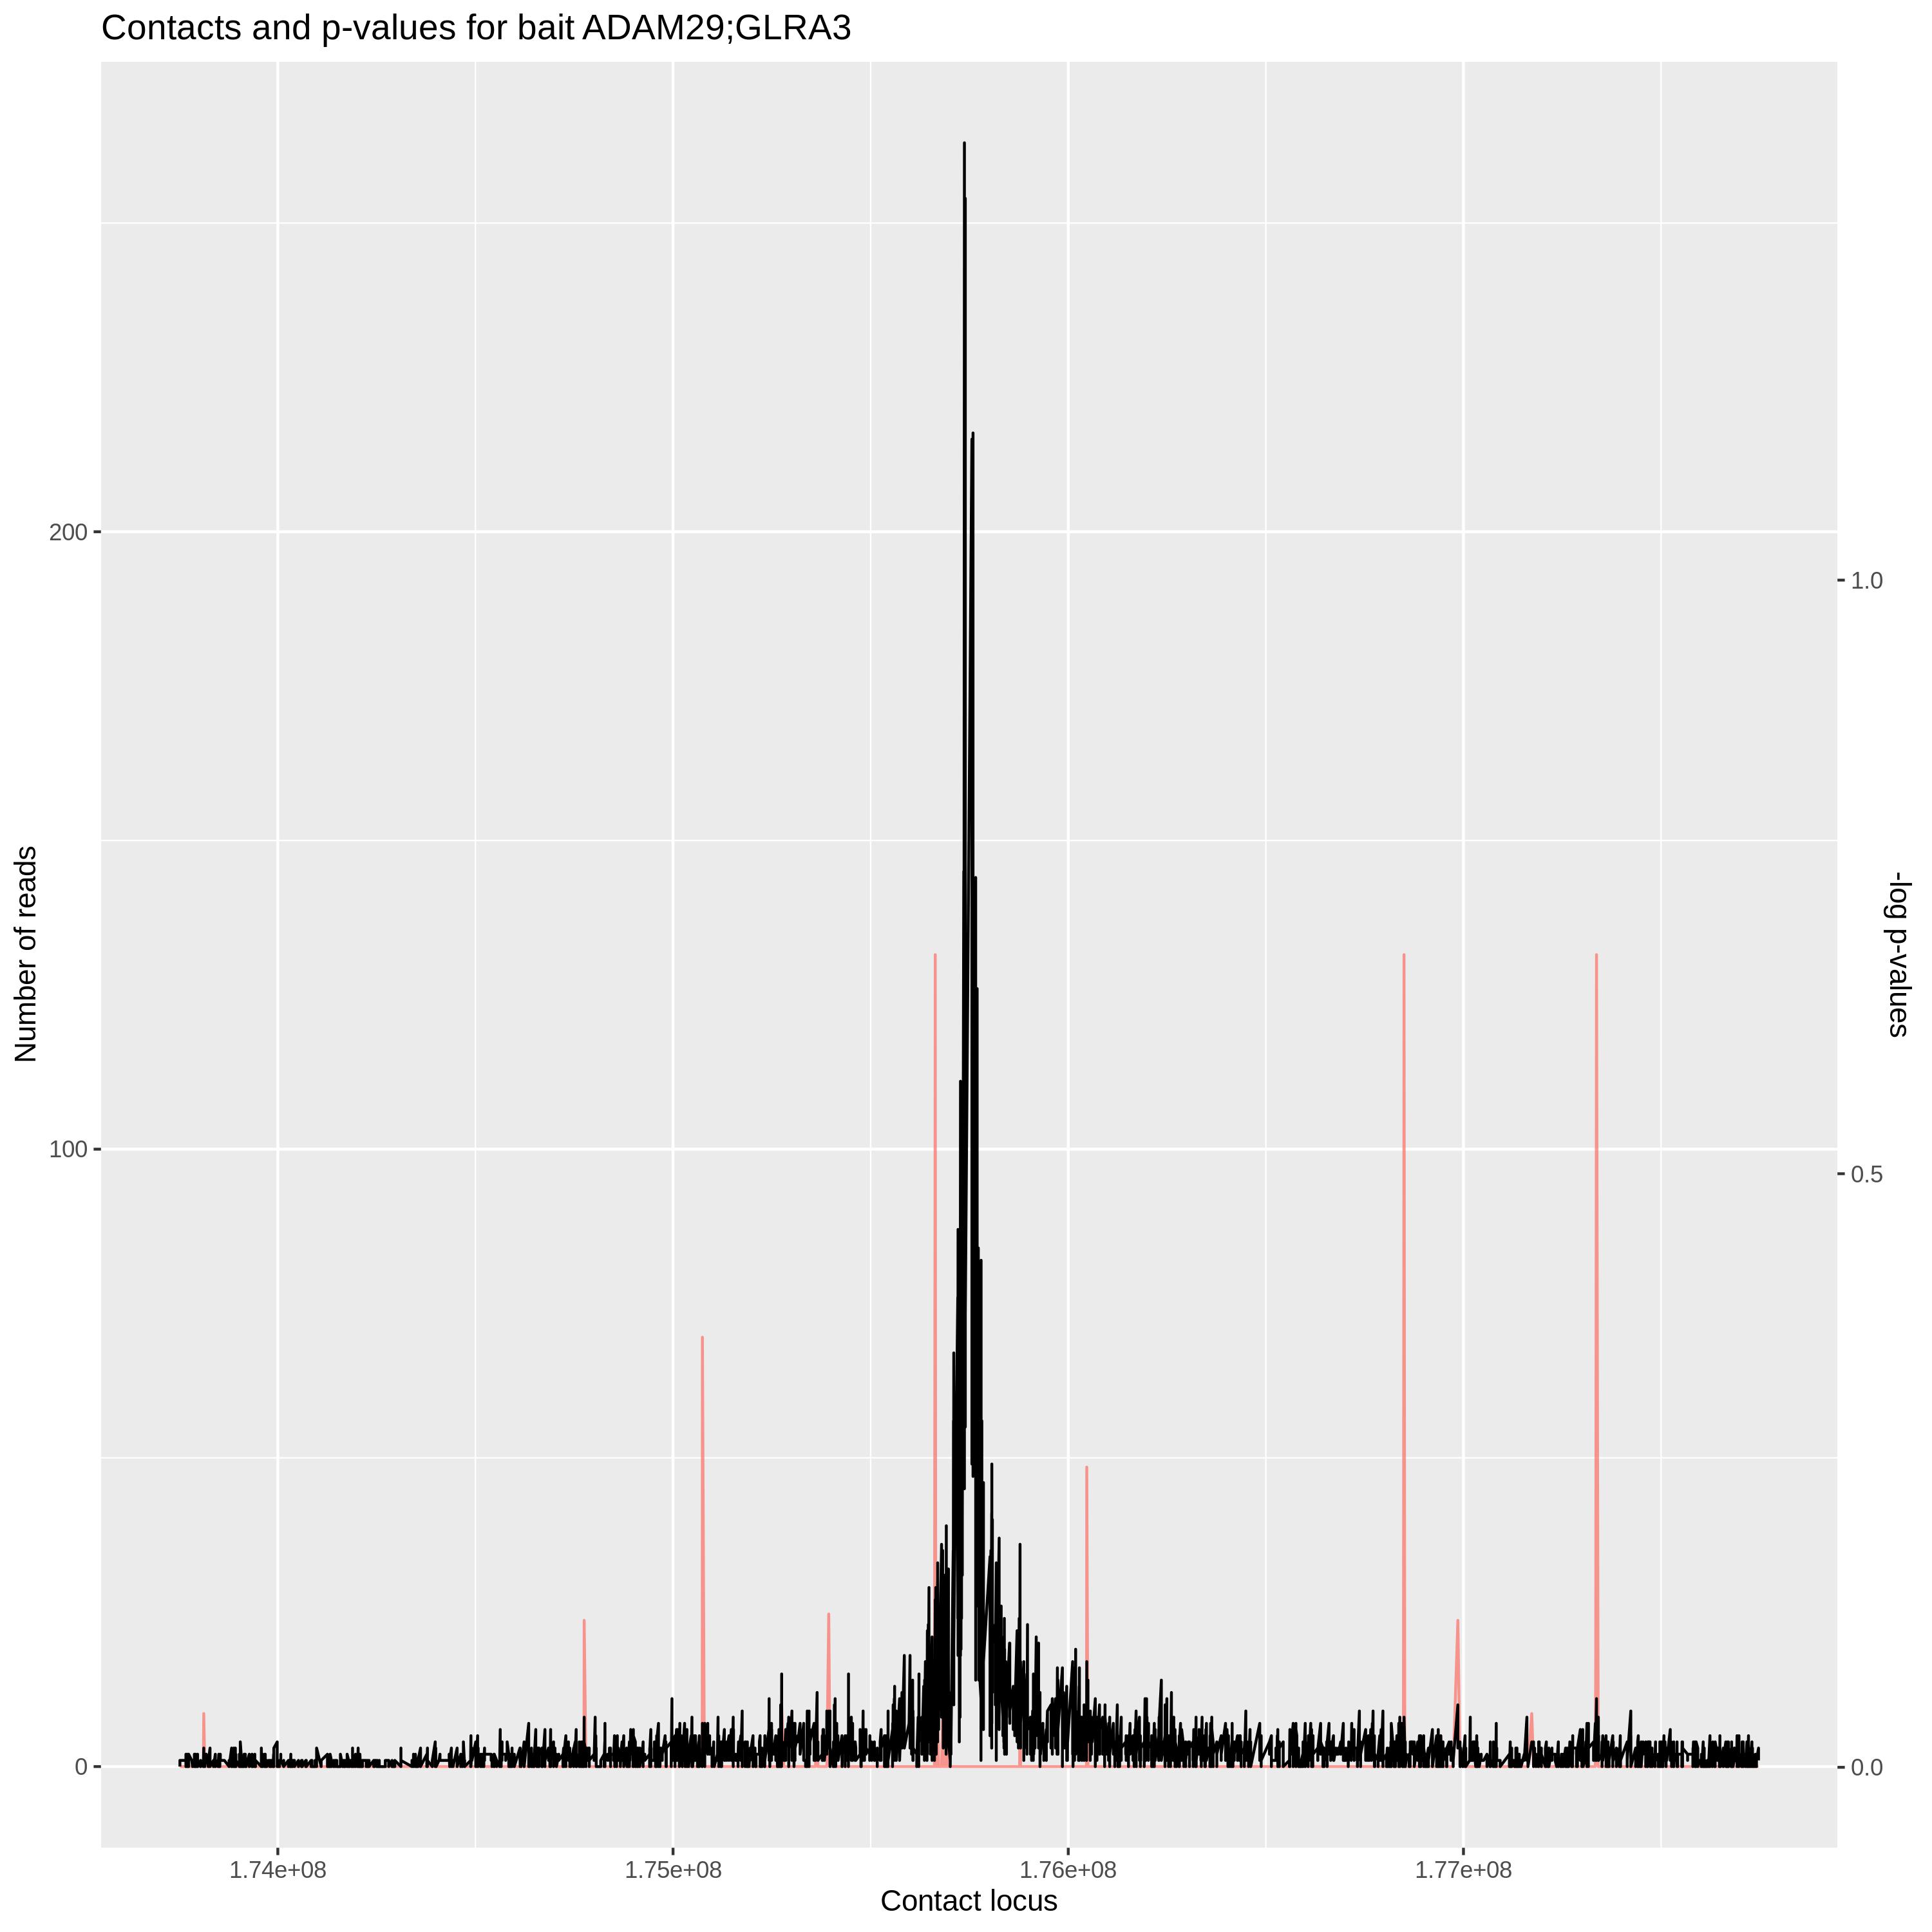 Contacts and p-values for bait ADAM29;GLRA3
Number of reads
200
100
0
1.0
0.5
0.0
-log p-values
1.74e+08
1.75e+08
1.76e+08
1.77e+08
Contact locus